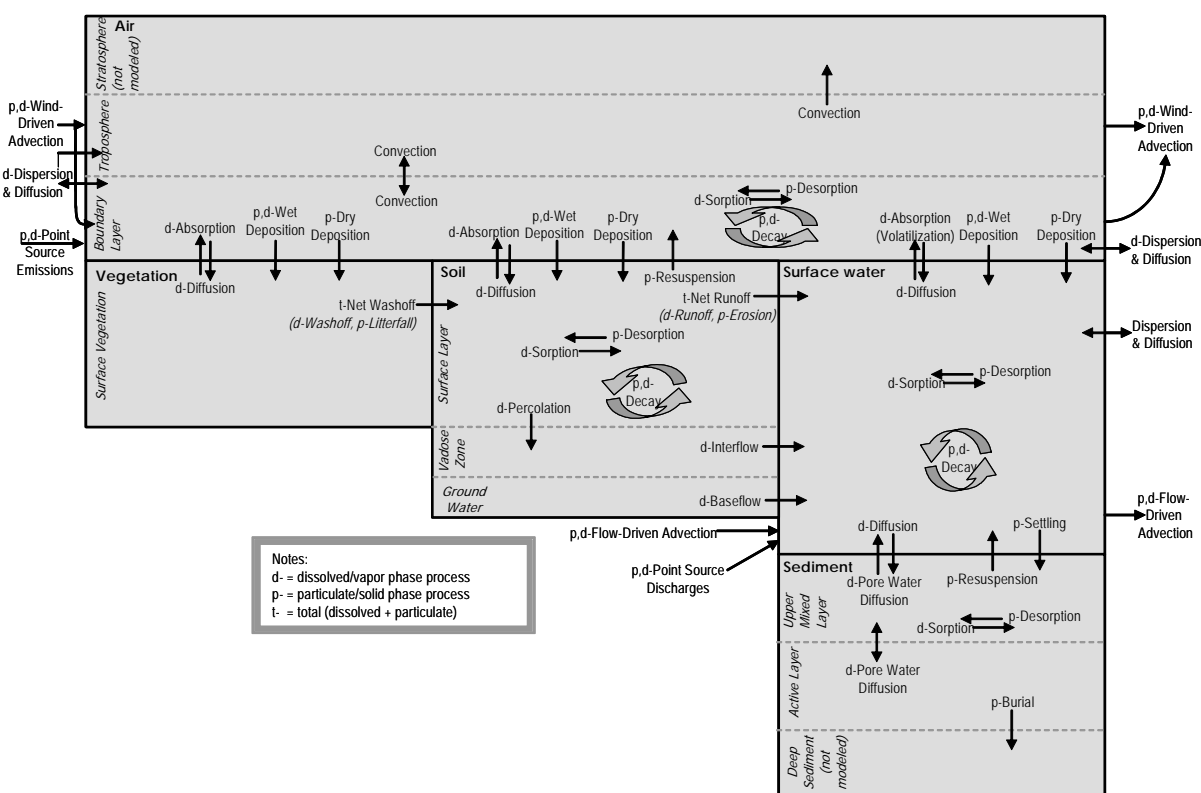 Air
Stratosphere
(not
modeled)
Troposphere
Boundary
Layer
p,d-Wind-
Driven
Advection
d-Dispersion
& Diffusion
p,d-Point
Source
Emissions
Convection
Convection
Convection
p,d-Wind-
Driven
Advection
d-Dispersion
& Diffusion
d-Absorption
d-Diffusion
p,d-Wet
Deposition
p-Dry
Deposition
d-Absorption
d-Diffusion
p,d-Wet
Deposition
p-Dry
Deposition
p-Resuspension
p-Desorption
d-Sorption
p,d-
Decay
d-Absorption
(Volatilization)
d-Diffusion
p,d-Wet
Deposition
p-Dry
Deposition
Vegetation
Surface Vegetation
t-Net Washoff
(d-Washoff, p-Litterfall)
Soil
Surface Layer
p-Desorption
d-Sorption
p,d-
Decay
d-Percolation
Vadose
Zone
Ground
Water
t-Net Runoff
(d-Runoff, p-Erosion)
d-Interflow
d-Baseflow
p,d-Flow-Driven Advection
p,d-Point Source
Discharges
Surface water
Dispersion
& Diffusion
p-Desorption
d-Sorption
p,d-
Decay
p,d-Flow-
Driven
Advection
d-Diffusion
p-Settling
Sediment
d-Pore Water
Diffusion
p-Resuspension
Upper
Mixed
Layer
p-Desorption
d-Sorption
Active Layer
d-Pore Water
Diffusion
p-Burial
Deep
Sediment
(not
modeled)
Notes:
d- = dissolved/vapor phase process
p- = particulate/solid phase process
t- = total (dissolved + particulate)